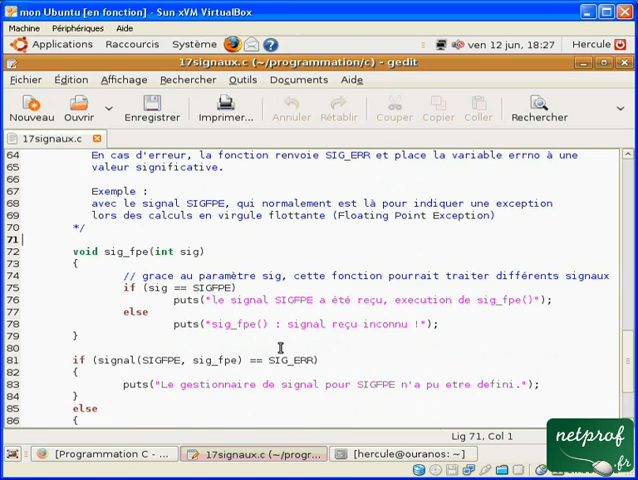 mon Ubuntu [en fonction] - Sun xVM VirtualBox
Machine Périphériques Aide
Applications Raccourcis Système ven 12 jun, 18:27 Hercule
17signaux.c (~/programmation/c) - gedit
Fichier Édition Affichage Rechercher Outils Documents Aide
Nouveau Ouvrir Enregistrer Imprimer... Annuler Rétablir Couper Copier Coller Rechercher
17signaux.c
64 En cas d'erreur, la fonction renvoie SIG_ERR et place la variable errno à une
65 valeur significative.
66
67 Exemple :
68 avec le signal SIGFPE, qui normalement est là pour indiquer une exception
69 lors des calculs en virgule flottante (Floating Point Exception)
70 */
71
72 void sig_fpe(int sig)
73 {
74 // grace au paramètre sig, cette fonction pourrait traiter différents signaux
75 if (sig == SIGFPE)
76 puts("le signal SIGFPE a été reçu, execution de sig_fpe()");
77 else
78 puts("sig_fpe() : signal reçu inconnu !");
79 }
80
81 if (signal(SIGFPE, sig_fpe) == SIG_ERR)
82 {
83 puts("Le gestionnaire de signal pour SIGFPE n'a pu etre defini.");
84 }
85 else
86 {
Lig 71, Col 1
[Programmation C - ... 17signaux.c (~/progr... [hercule@ouranos: ~]
netprof
.fr